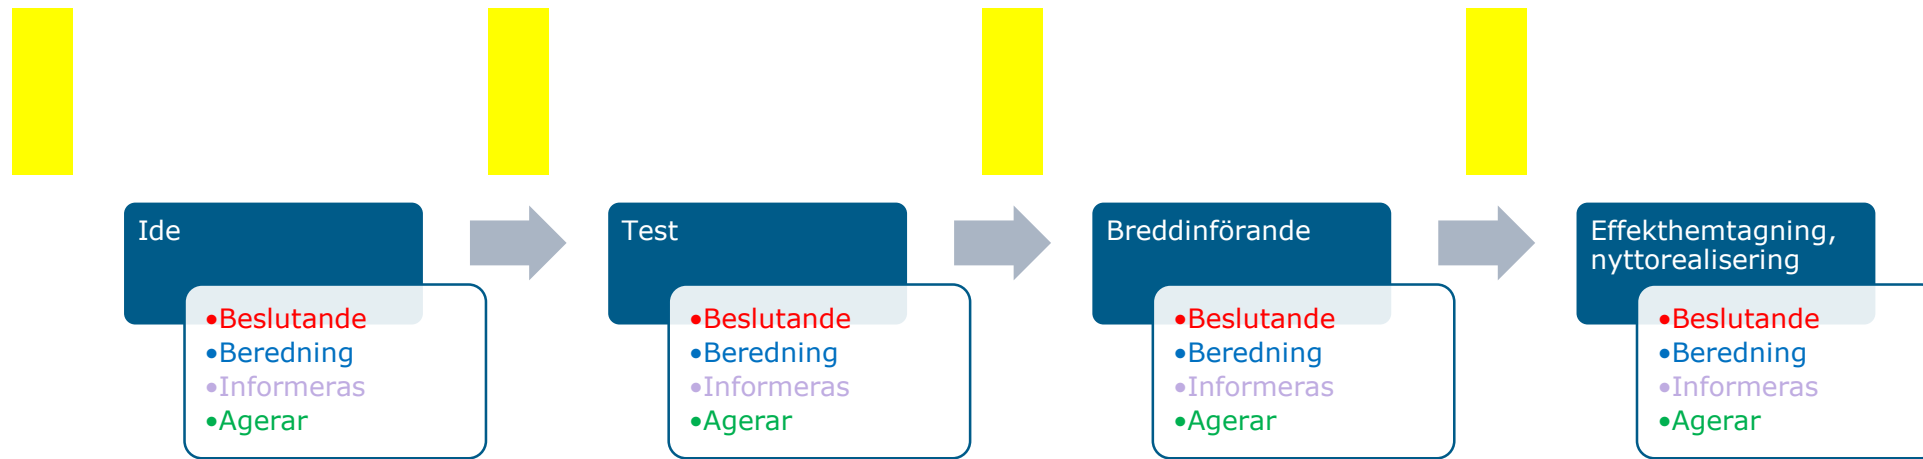 Ide
•Beslutande
•Beredning
•Informeras
•Agerar
Test
•Beslutande
•Beredning
•Informeras
•Agerar
Breddinförande
•Beslutande
•Beredning
•Informeras
•Agerar
Effekthemtagning,
nyttorealisering
•Beslutande
•Beredning
•Informeras
•Agerar